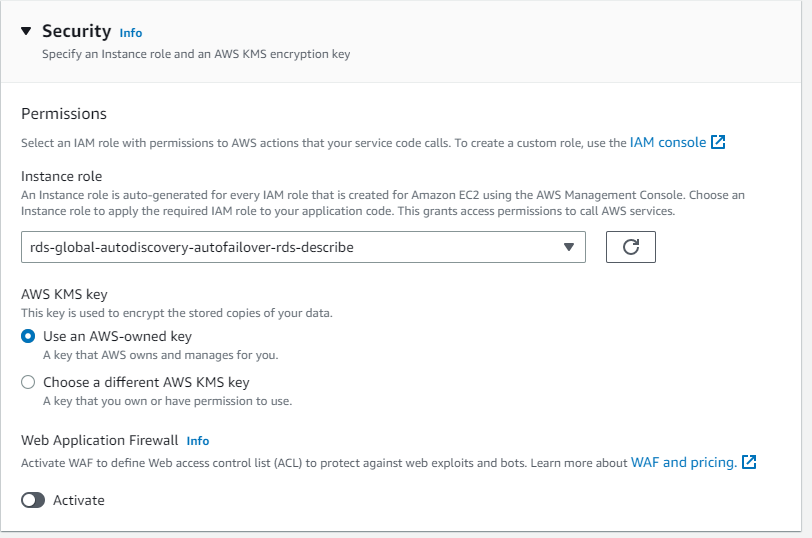 Security Info
Specify an Instance role and an AWS KMS encryption key
Permissions
Select an IAM role with permissions to AWS actions that your service code calls. To create a custom role, use the IAM console
Instance role
An Instance role is auto-generated for every IAM role that is created for Amazon EC2 using the AWS Management Console. Choose an
Instance role to apply the required IAM role to your application code. This grants access permissions to call AWS services.
rds-global-autodiscovery-autofailover-rds-describe
AWS KMS key
This key is used to encrypt the stored copies of your data.
Use an AWS-owned key
A key that AWS owns and manages for you.
Choose a different AWS KMS key
A key that you own or have permission to use.
Web Application Firewall Info
Activate WAF to define Web access control list (ACL) to protect against web exploits and bots. Learn more about WAF and pricing.
Activate